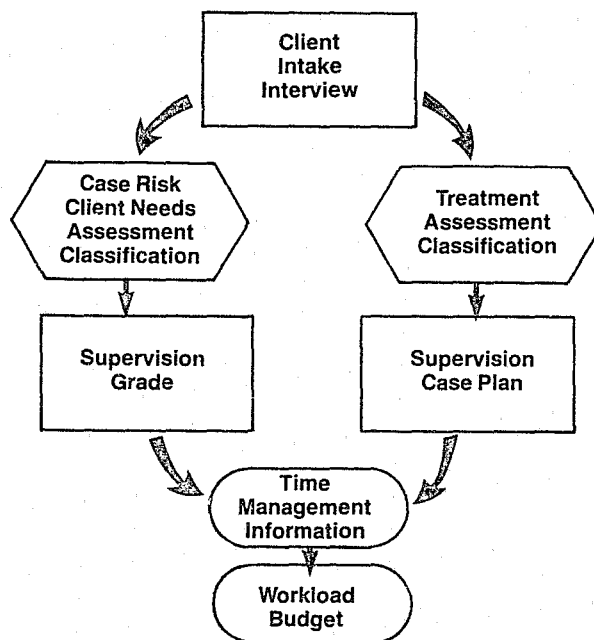 Client
Intake
Interview
Case Risk
Client Needs
Assessment
Classification
Treatment
Assessment
Classification
Supervision
Grade
Supervision
Case Plan
Time
Management
Information
Workload
Budget